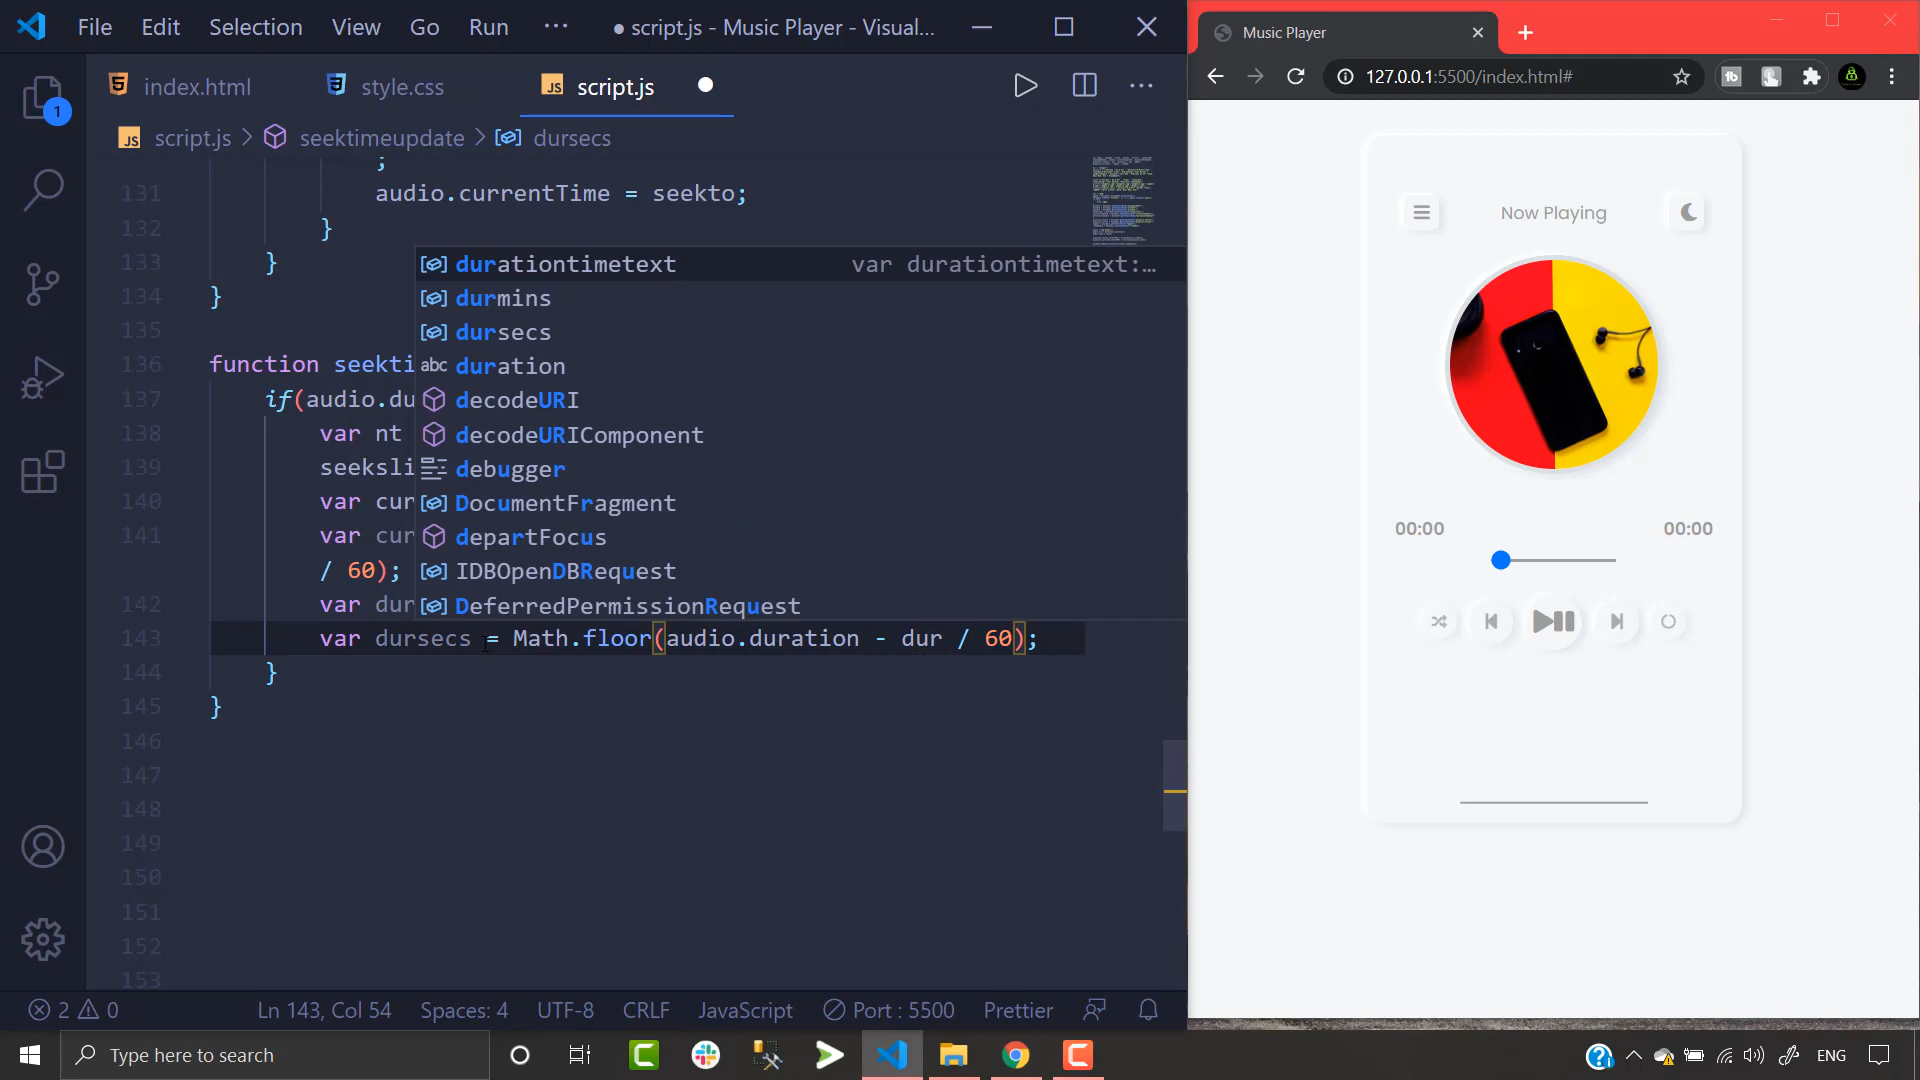 File Edit Selection View Go Run ··· ● script.js - Music Player - Visual...
index.html style.css JS script.js
JS script.js > seektimeupdate > dursecs
;
131 audio.currentTime = seekto;
132 }
133 }
134 }
135
136 function seekti
137 if(audio.du
138 var nt
139 seeksli
140 var cur
141 var cur
/ 60);
142 var dur
143 var dursecs = Math.floor(audio.duration - dur / 60);
144 }
145 }
146
147
148
149
150
151
152
153
durationtimetext var durationtimetext:...
durmins
dursecs
abc duration
decodeURI
decodeURIComponent
debugger
DocumentFragment
departFocus
IDBOpenDBRequest
DeferredPermissionRequest
1
2 0 Ln 143, Col 54 Spaces: 4 UTF-8 CRLF JavaScript Port : 5500 Prettier
Music Player
127.0.0.1:5500/index.html#
Now Playing
00:00 00:00
Type here to search
ENG